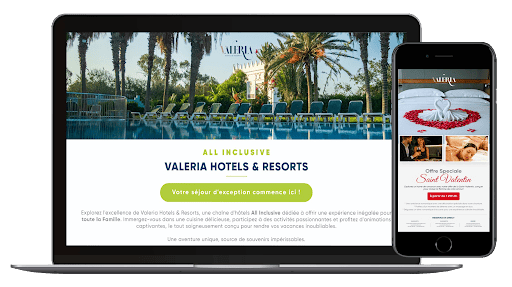 VALERIA
ALL INCLUSIVE
VALERIA HOTELS & RESORTS
Votre séjour d'exception commence ici !
Explorez l'excellence de Valeria Hotels & Resorts, une chaîne d'hôtels All Inclusive dédiée à offrir une expérience inégalée pour
toute la Famille. Immergez-vous dans une cuisine délicieuse, participez à des activités passionnantes et profitez d'animations
captivantes, le tout soigneusement conçu pour rendre vos vacances inoubliables.
Une aventure unique, source de souvenirs impérissables.
VALERIA
Offre Speciale
Saint Valentin